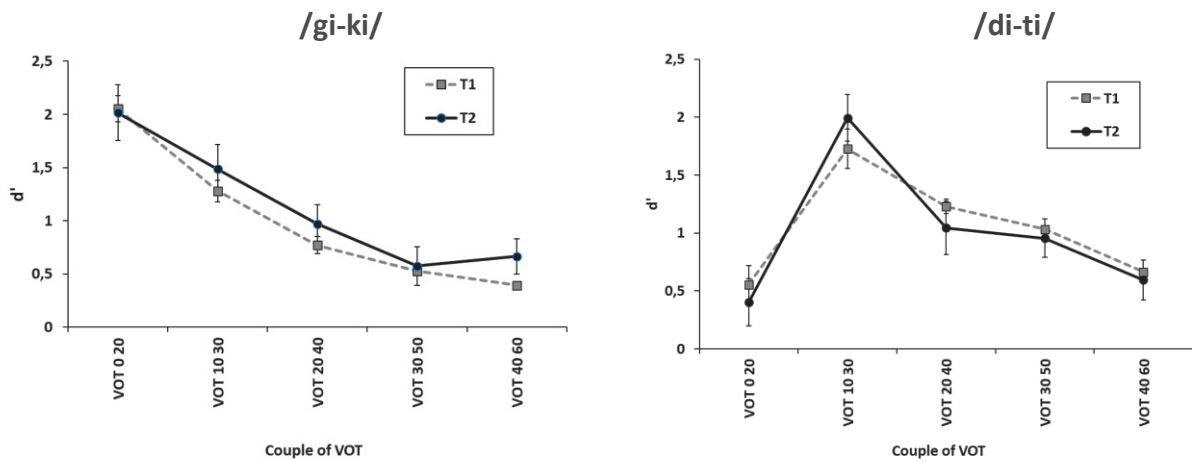 /gi-ki/
2,5
2
1,5
1
0,5
0
d'
T1
T2
VOT 0 20
VOT 10 30
VOT 20 40
VOT 30 50
VOT 40 60
Couple of VOT
/di-ti/
2,5
2
1,5
1
0,5
0
d'
T1
T2
VOT 0 20
VOT 10 30
VOT 20 40
VOT 30 50
VOT 40 60
Couple of VOT